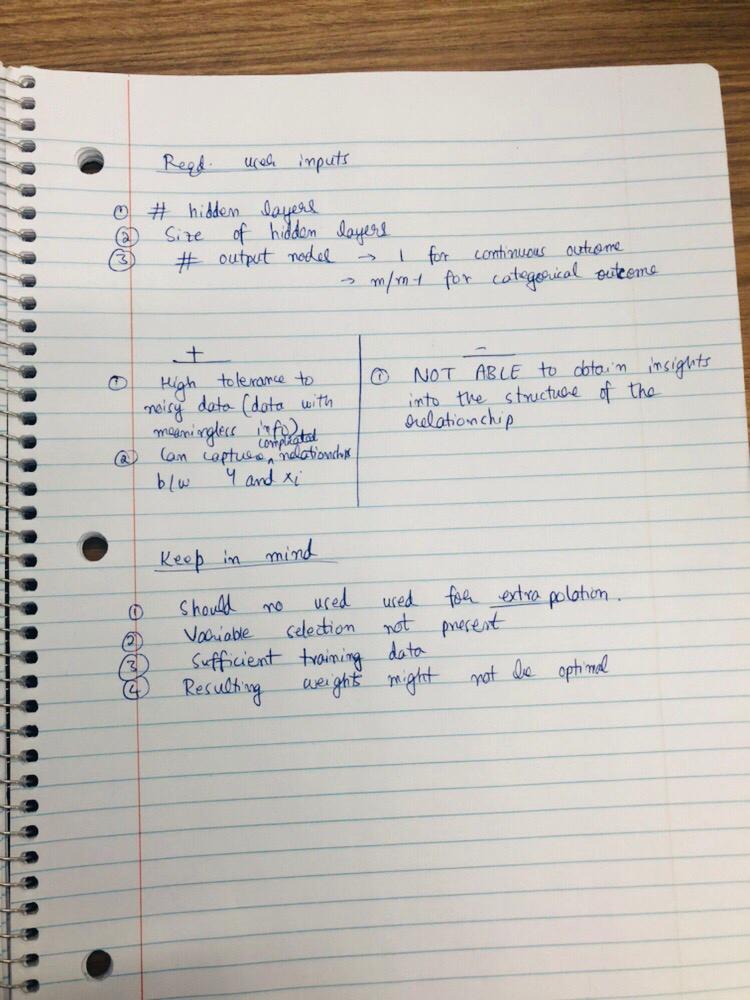 Reqd. user inputs
① # hidden layers
② Size of hidden layers
③ # output nodel → 1 for continuous outcome
→ m/m-1 for categorical outcome
+
① High tolerance to
noisy data (data with
meaningless info)
complicated
② Can capture ^ relationships
b/w Y and xi
-
① NOT ABLE to obtain insights
into the structure of the
relationship
Keep in mind
① Should no used used for extrapolation.
② Variable selection not present
③ Sufficient training data
④ Resulting weights might not be optimal